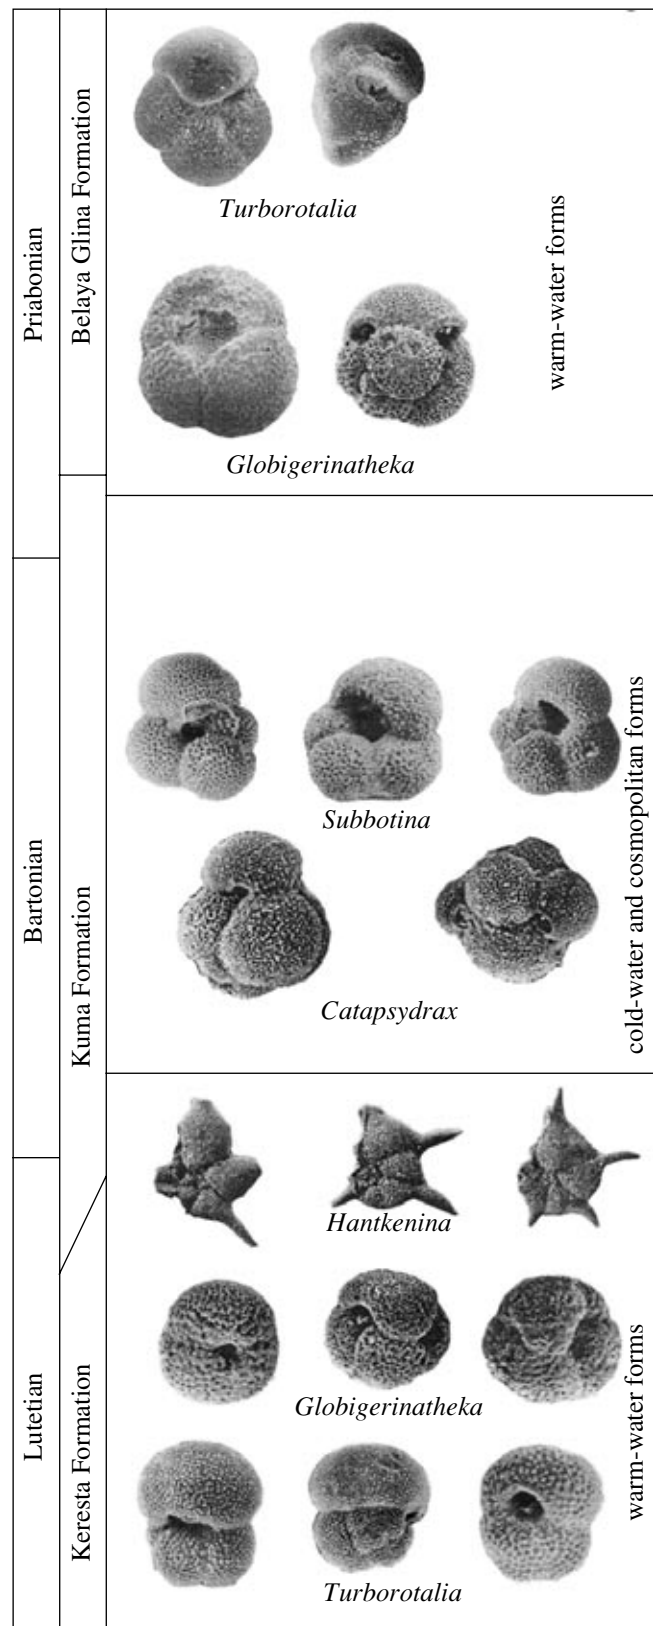 Priabonian
Bartonian
Lutetian
Belaya Glina Formation
Kuma Formation
Keresta Formation
Turborotalia
Globigerinatheka
warm-water forms
Subbotina
Catapsydrax
cold-water and cosmopolitan forms
Hantkenina
Globigerinatheka
Turborotalia
warm-water forms